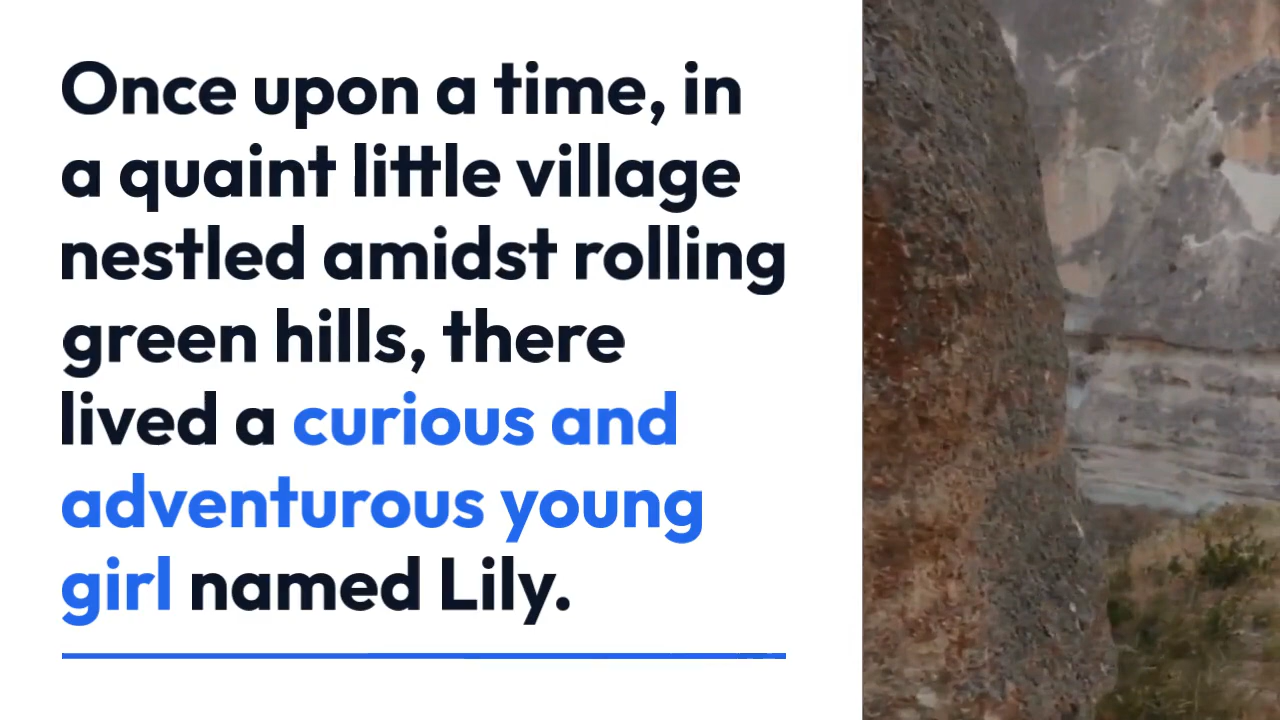 Once upon a time, in
a quaint little village
nestled amidst rolling
green hills, there
lived a curious and
adventurous young
girl named Lily.